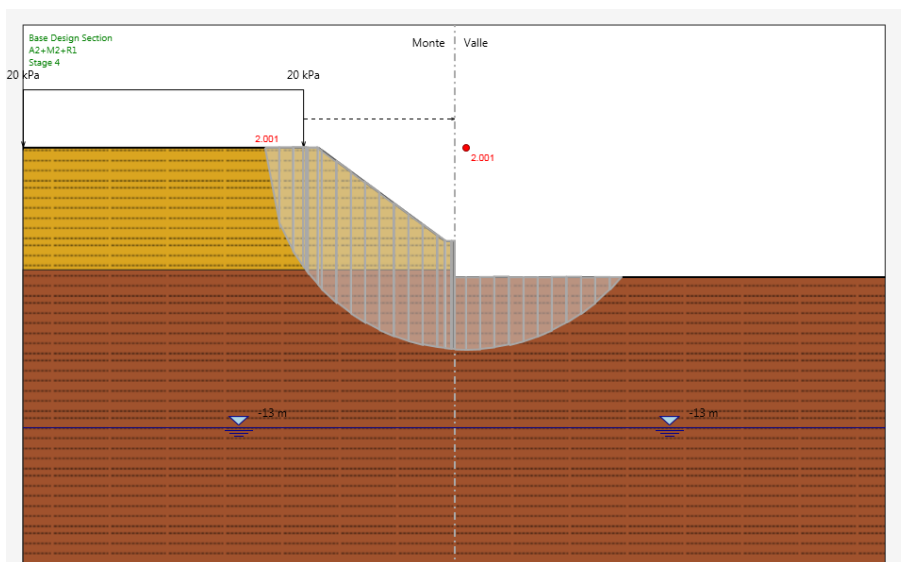 Base Design Section
A2+M2+R1
Stage 4
Monte
Valle
20 kPa
20 kPa
2.001
2.001
-13 m
-13 m